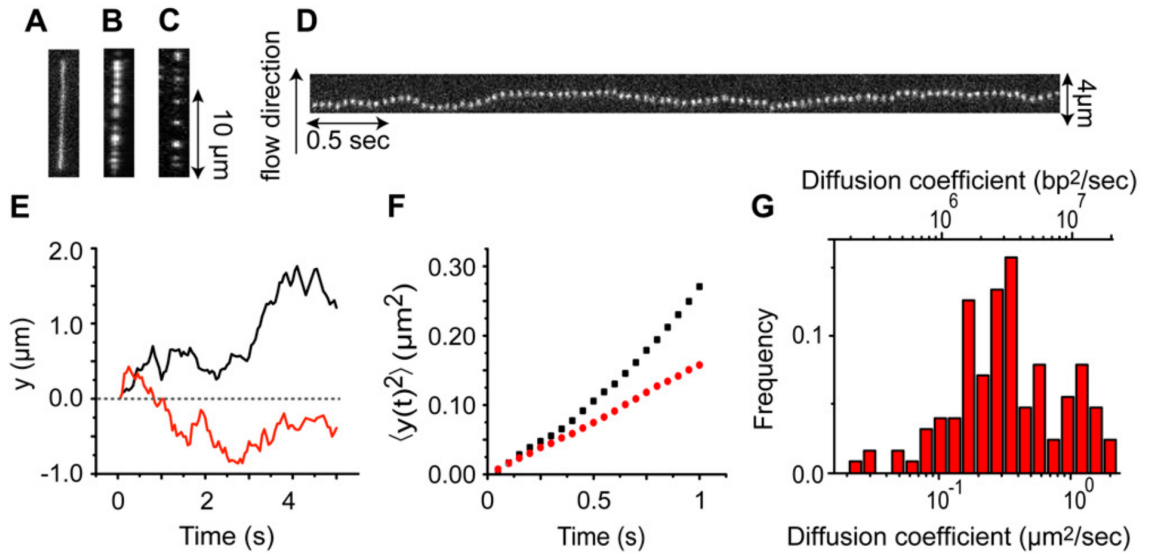 A
B
C
D
10 μm
flow direction
0.5 sec
4μm
E
F
G
2.0
1.0
0.0
-1.0
y (μm)
0
2
4
Time (s)
0.30
0.20
0.10
0.00
⟨y(t)²⟩ (μm²)
0
0.5
1
Time (s)
Diffusion coefficient (bp²/sec)
10⁶
10⁷
0.1
0.0
Frequency
10⁻¹
10⁰
Diffusion coefficient (μm²/sec)